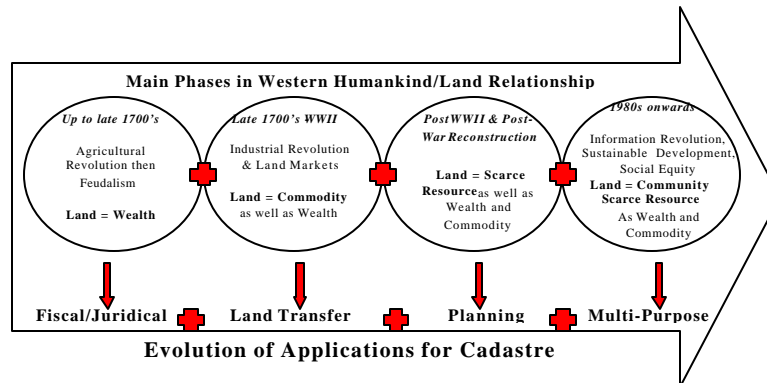 Main Phases in Western Humankind/Land Relationship
Up to late 1700's
Agricultural
Revolution then
Feudalism
Land = Wealth
Late 1700's WWII
Industrial Revolution
& Land Markets
Land = Commodity
as well as Wealth
Post WWII & Post-
War Reconstruction
Land = Scarce
Resource as well as
Wealth and
Commodity
1980s onwards
Information Revolution,
Sustainable Development,
Social Equity
Land = Community
Scarce Resource
As Wealth and
Commodity
Fiscal/Juridical
Land Transfer
Planning
Multi-Purpose
Evolution of Applications for Cadastre